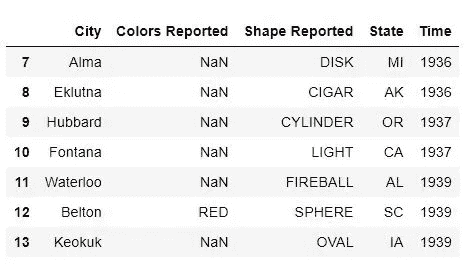 City Colors Reported Shape Reported State Time
7 Alma NaN DISK MI 1936
8 Eklutna NaN CIGAR AK 1936
9 Hubbard NaN CYLINDER OR 1937
10 Fontana NaN LIGHT CA 1937
11 Waterloo NaN FIREBALL AL 1939
12 Belton RED SPHERE SC 1939
13 Keokuk NaN OVAL IA 1939